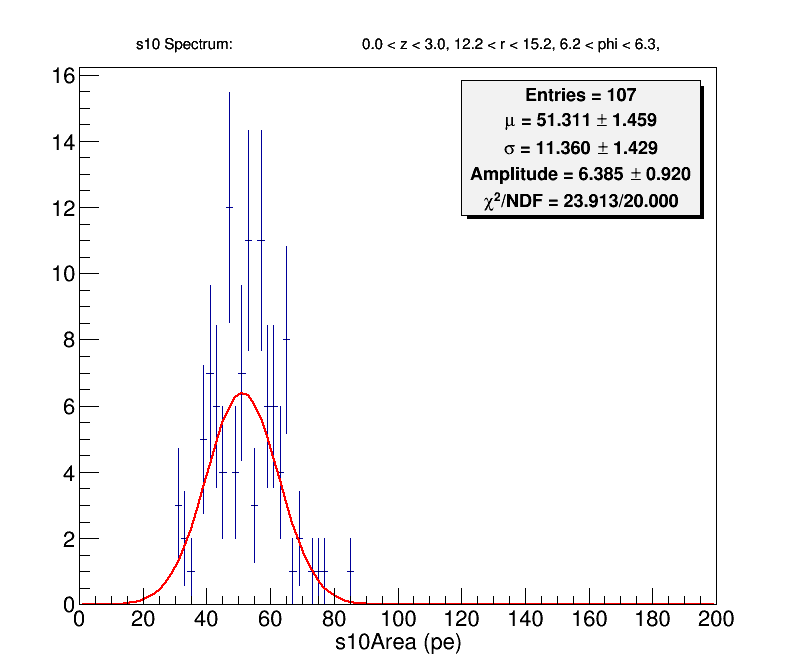 s10 Spectrum: 0.0 < z < 3.0, 12.2 < r < 15.2, 6.2 < phi < 6.3,
Entries = 107
μ = 51.311 ± 1.459
σ = 11.360 ± 1.429
Amplitude = 6.385 ± 0.920
χ²/NDF = 23.913/20.000
16
14
12
10
8
6
4
2
0
0 20 40 60 80 100 120 140 160 180 200
s10Area (pe)